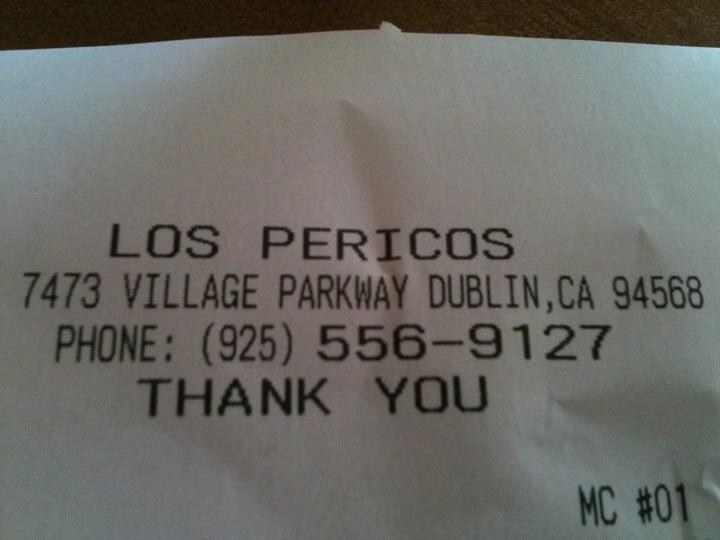 LOS PERICOS
7473 VILLAGE PARKWAY DUBLIN,CA 94568
PHONE: (925) 556-9127
THANK YOU
MC #01